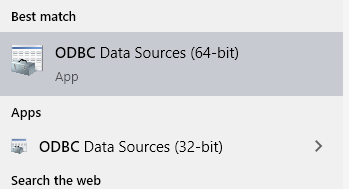 Best match
ODBC Data Sources (64-bit)
App
Apps
ODBC Data Sources (32-bit)
Search the web